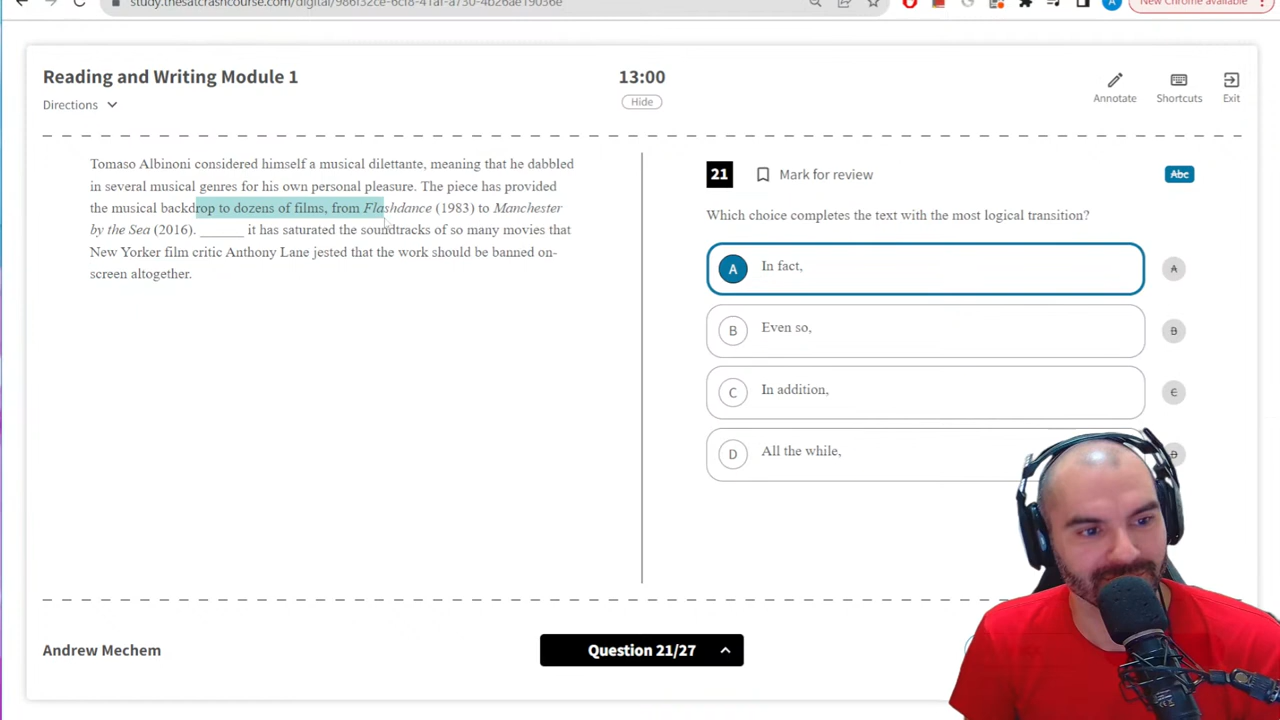 study.thesatcrashcourse.com/digital/986f32ce-6cf8-41af-a730-4b26ae19036e
New Chrome available
Reading and Writing Module 1
13:00
Directions
Hide
Annotate
Shortcuts
Exit
Tomaso Albinoni considered himself a musical dilettante, meaning that he dabbled
in several musical genres for his own personal pleasure. The piece has provided
the musical backdrop to dozens of films, from Flashdance (1983) to Manchester
by the Sea (2016). ______ it has saturated the soundtracks of so many movies that
New Yorker film critic Anthony Lane jested that the work should be banned on-
screen altogether.
21
Mark for review
Abc
Which choice completes the text with the most logical transition?
A
In fact,
A
B
Even so,
B
C
In addition,
C
D
All the while,
D
Andrew Mechem
Question 21/27